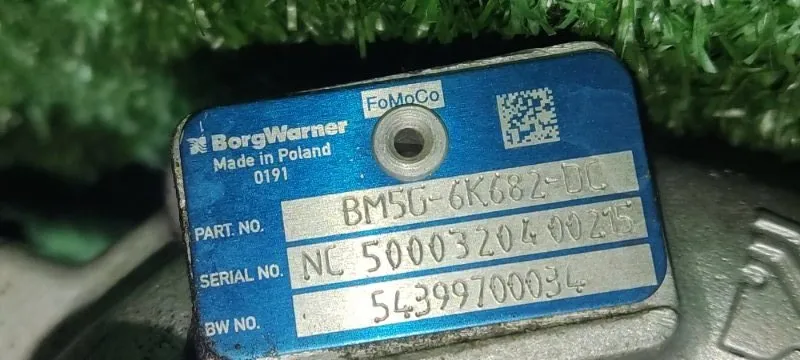 FoMoCo
BorgWarner
Made in Poland
0191
PART NO. BM5G-6K682-DC
SERIAL NO. NC 50003204 00215
BW NO. 54399700034